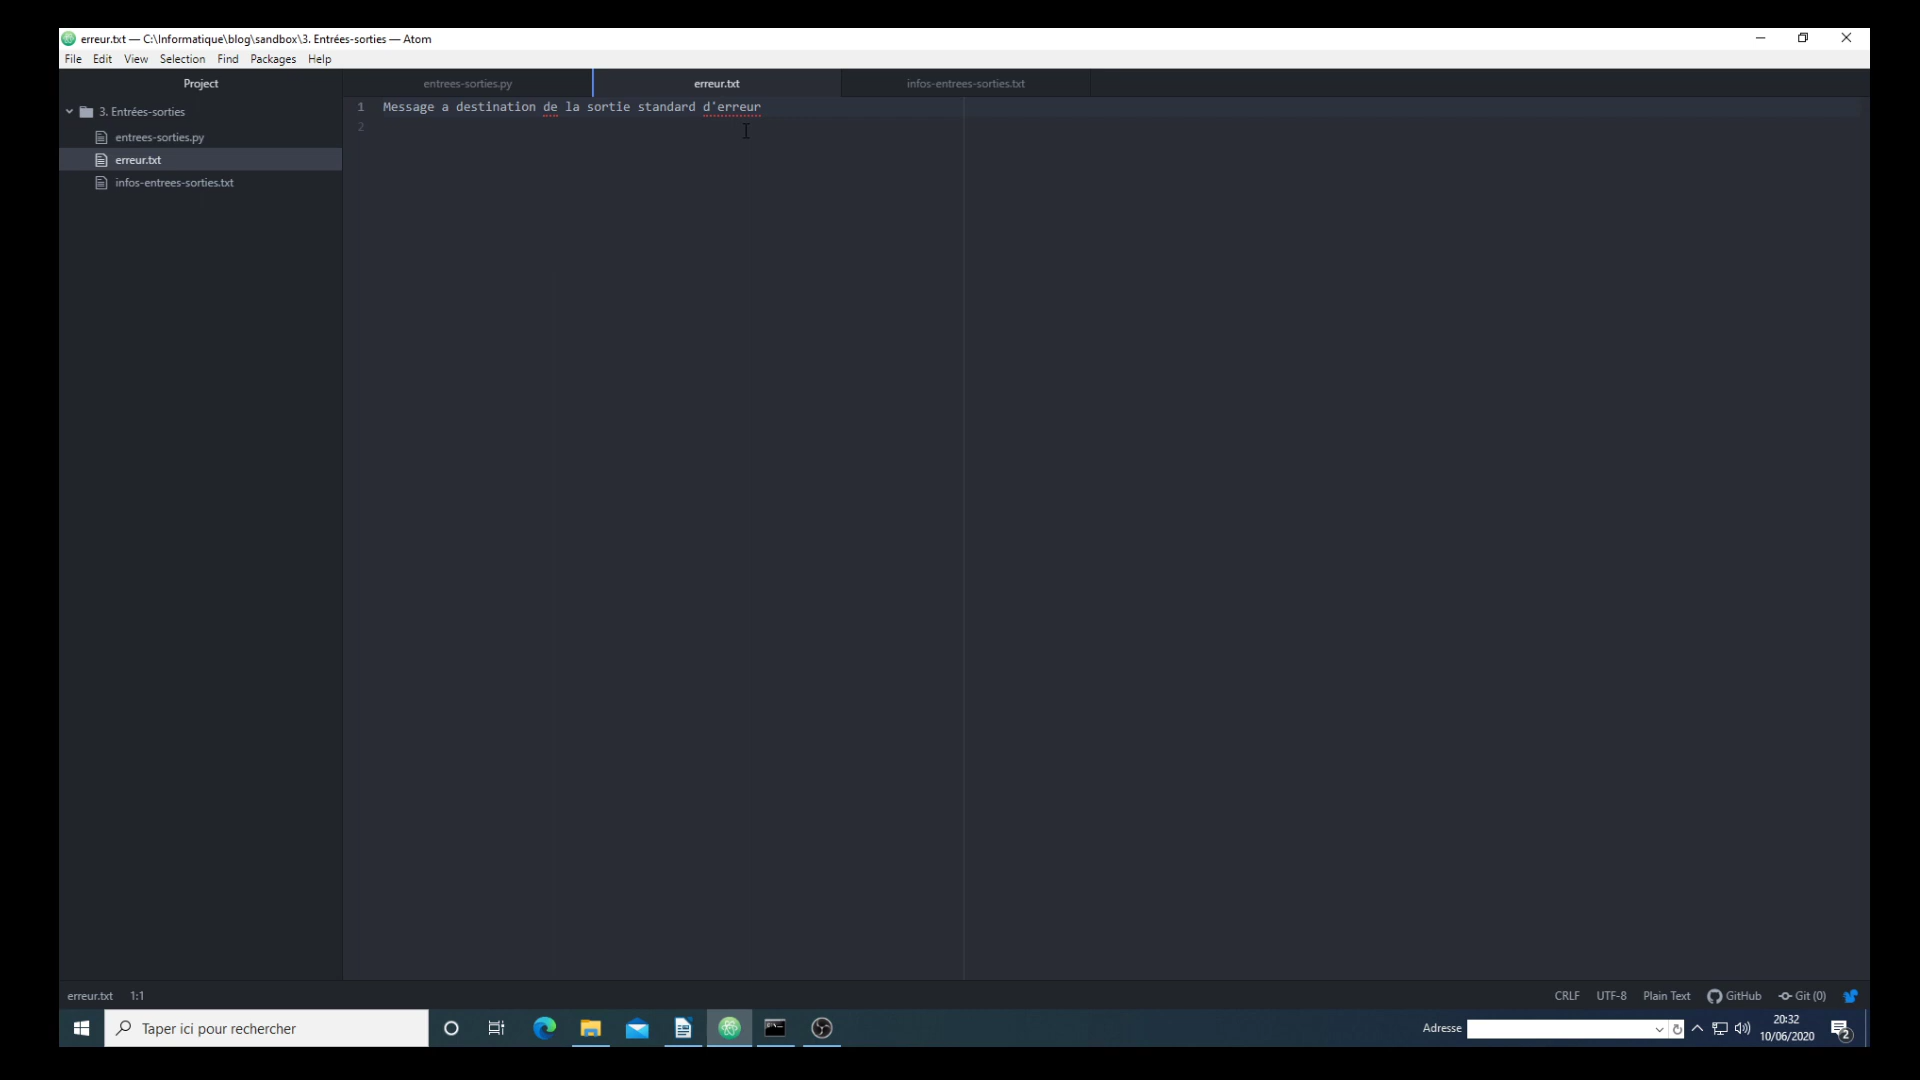 erreur.txt — C:\Informatique\blog\sandbox\3. Entrées-sorties — Atom
File Edit View Selection Find Packages Help
Project
entrees-sorties.py
erreur.txt
infos-entrees-sorties.txt
3. Entrées-sorties
entrees-sorties.py
erreur.txt
infos-entrees-sorties.txt
1 Message a destination de la sortie standard d'erreur
2
erreur.txt 1:1
CRLF UTF-8 Plain Text GitHub Git (0)
Taper ici pour rechercher
Adresse
20:32
10/06/2020
2